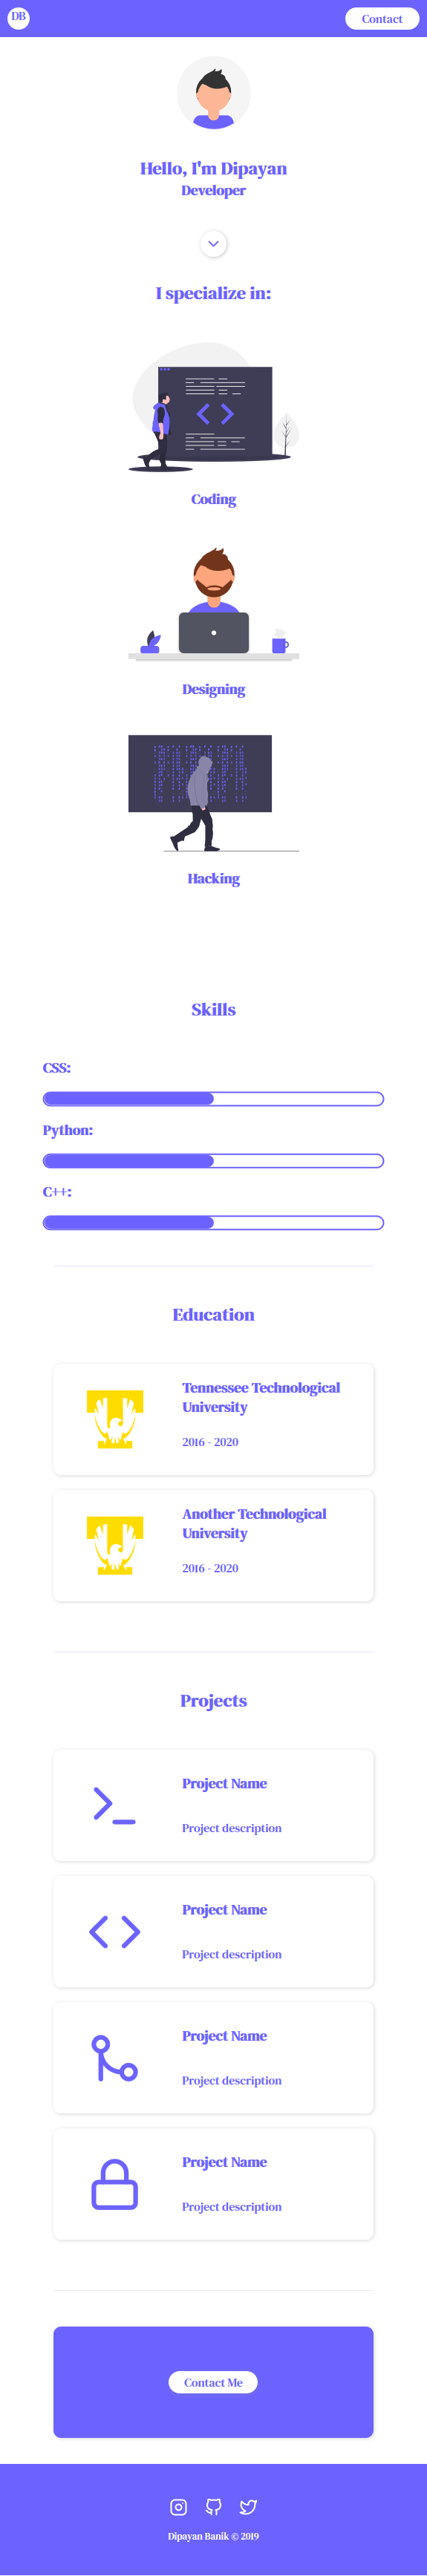 DB
Contact
Hello, I'm Dipayan
Developer
I specialize in:
Coding
Designing
Hacking
Skills
CSS:
Python:
C++:
Education
Tennessee Technological
University
2016 - 2020
Another Technological
University
2016 - 2020
Projects
Project Name
Project description
Project Name
Project description
Project Name
Project description
Project Name
Project description
Contact Me
Dipayan Banik © 2019